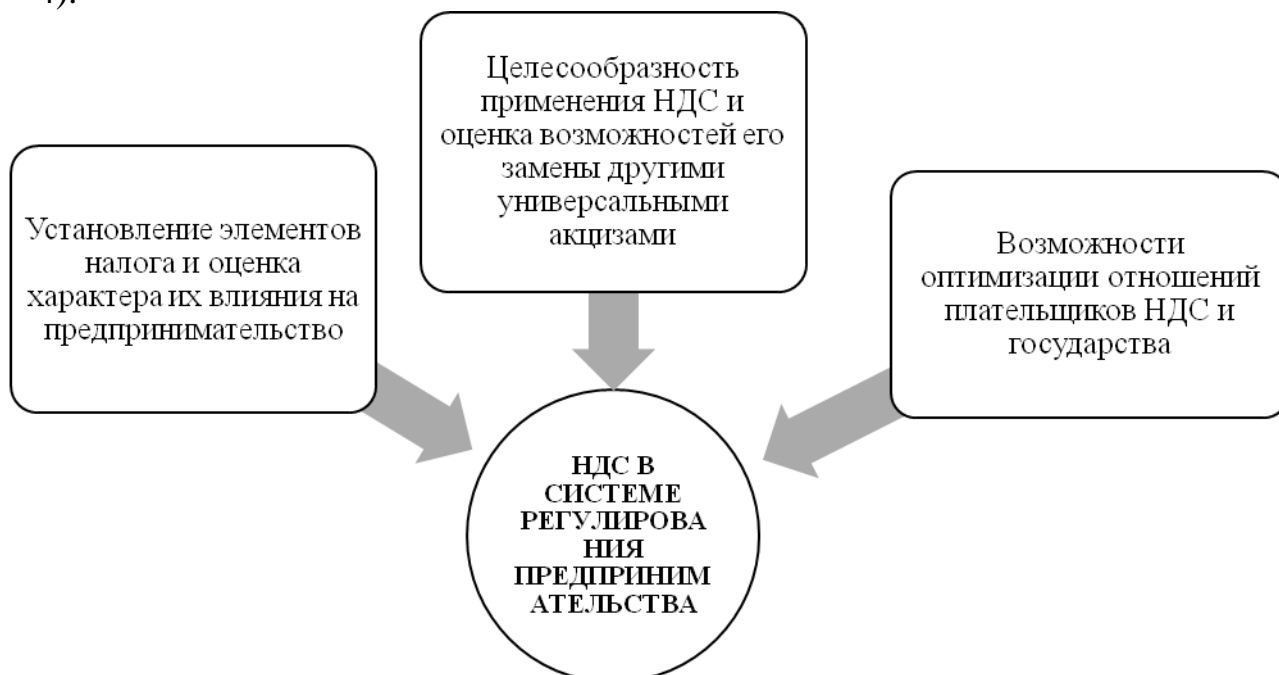 4).
Целесообразность
применения НДС и
оценка возможностей его
замены другими
универсальными
акцизами
Установление элементов
налога и оценка
характера их влияния на
предпринимательство
Возможности
оптимизации отношений
плательщиков НДС и
государства
НДС В
СИСТЕМЕ
РЕГУЛИРОВА
НИЯ
ПРЕДПРИНИМ
АТЕЛЬСТВА